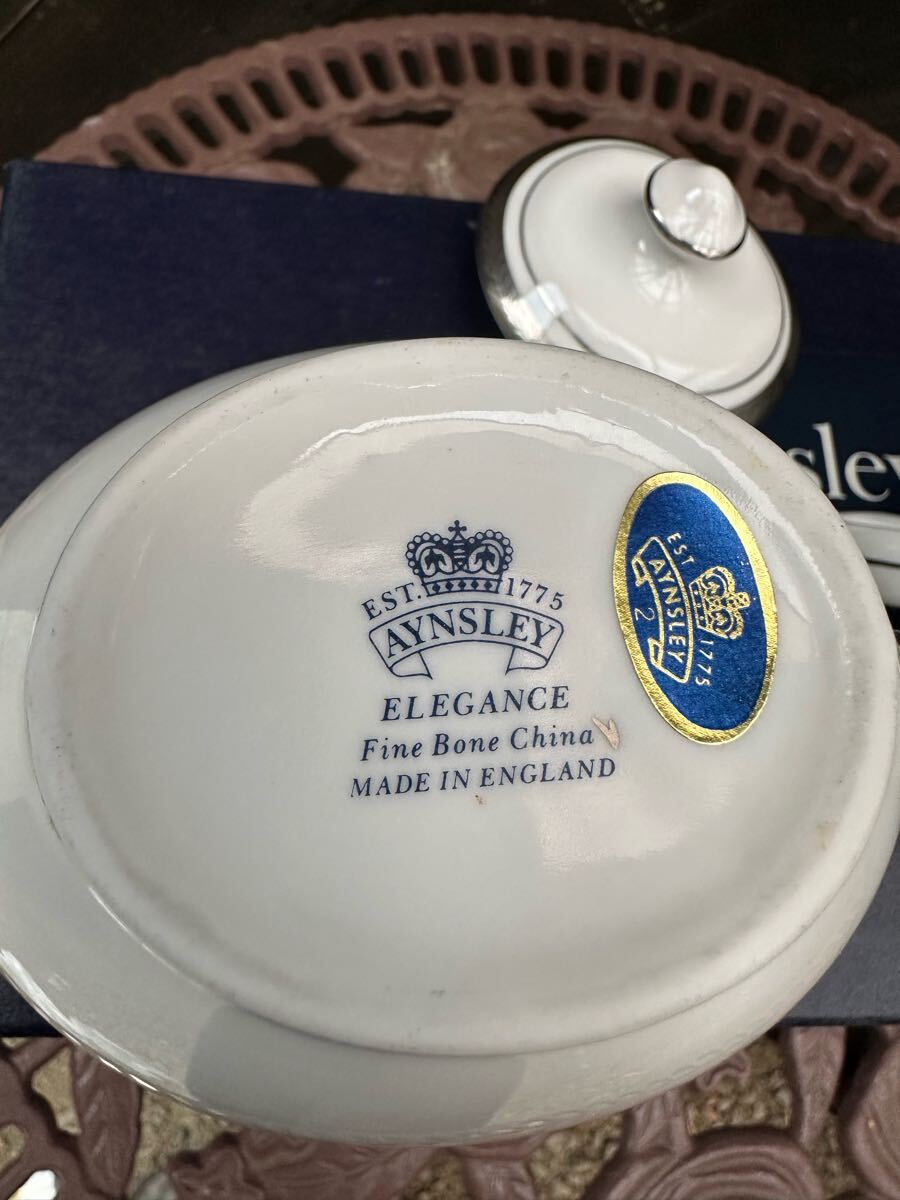 EST. 1775
AYNSLEY
ELEGANCE
Fine Bone China
MADE IN ENGLAND
EST 1775
AYNSLEY
2
sley